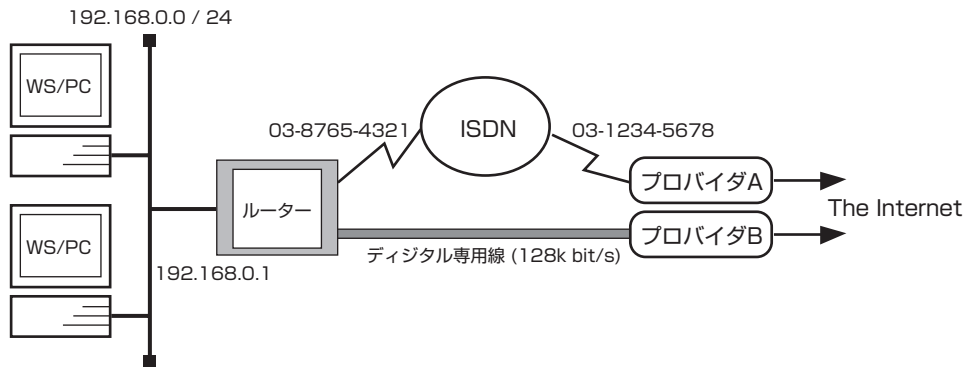 192.168.0.0 / 24
WS/PC
03-8765-4321
ISDN
03-1234-5678
プロバイダA
ルーター
The Internet
WS/PC
プロバイダB
ディジタル専用線 (128k bit/s)
192.168.0.1